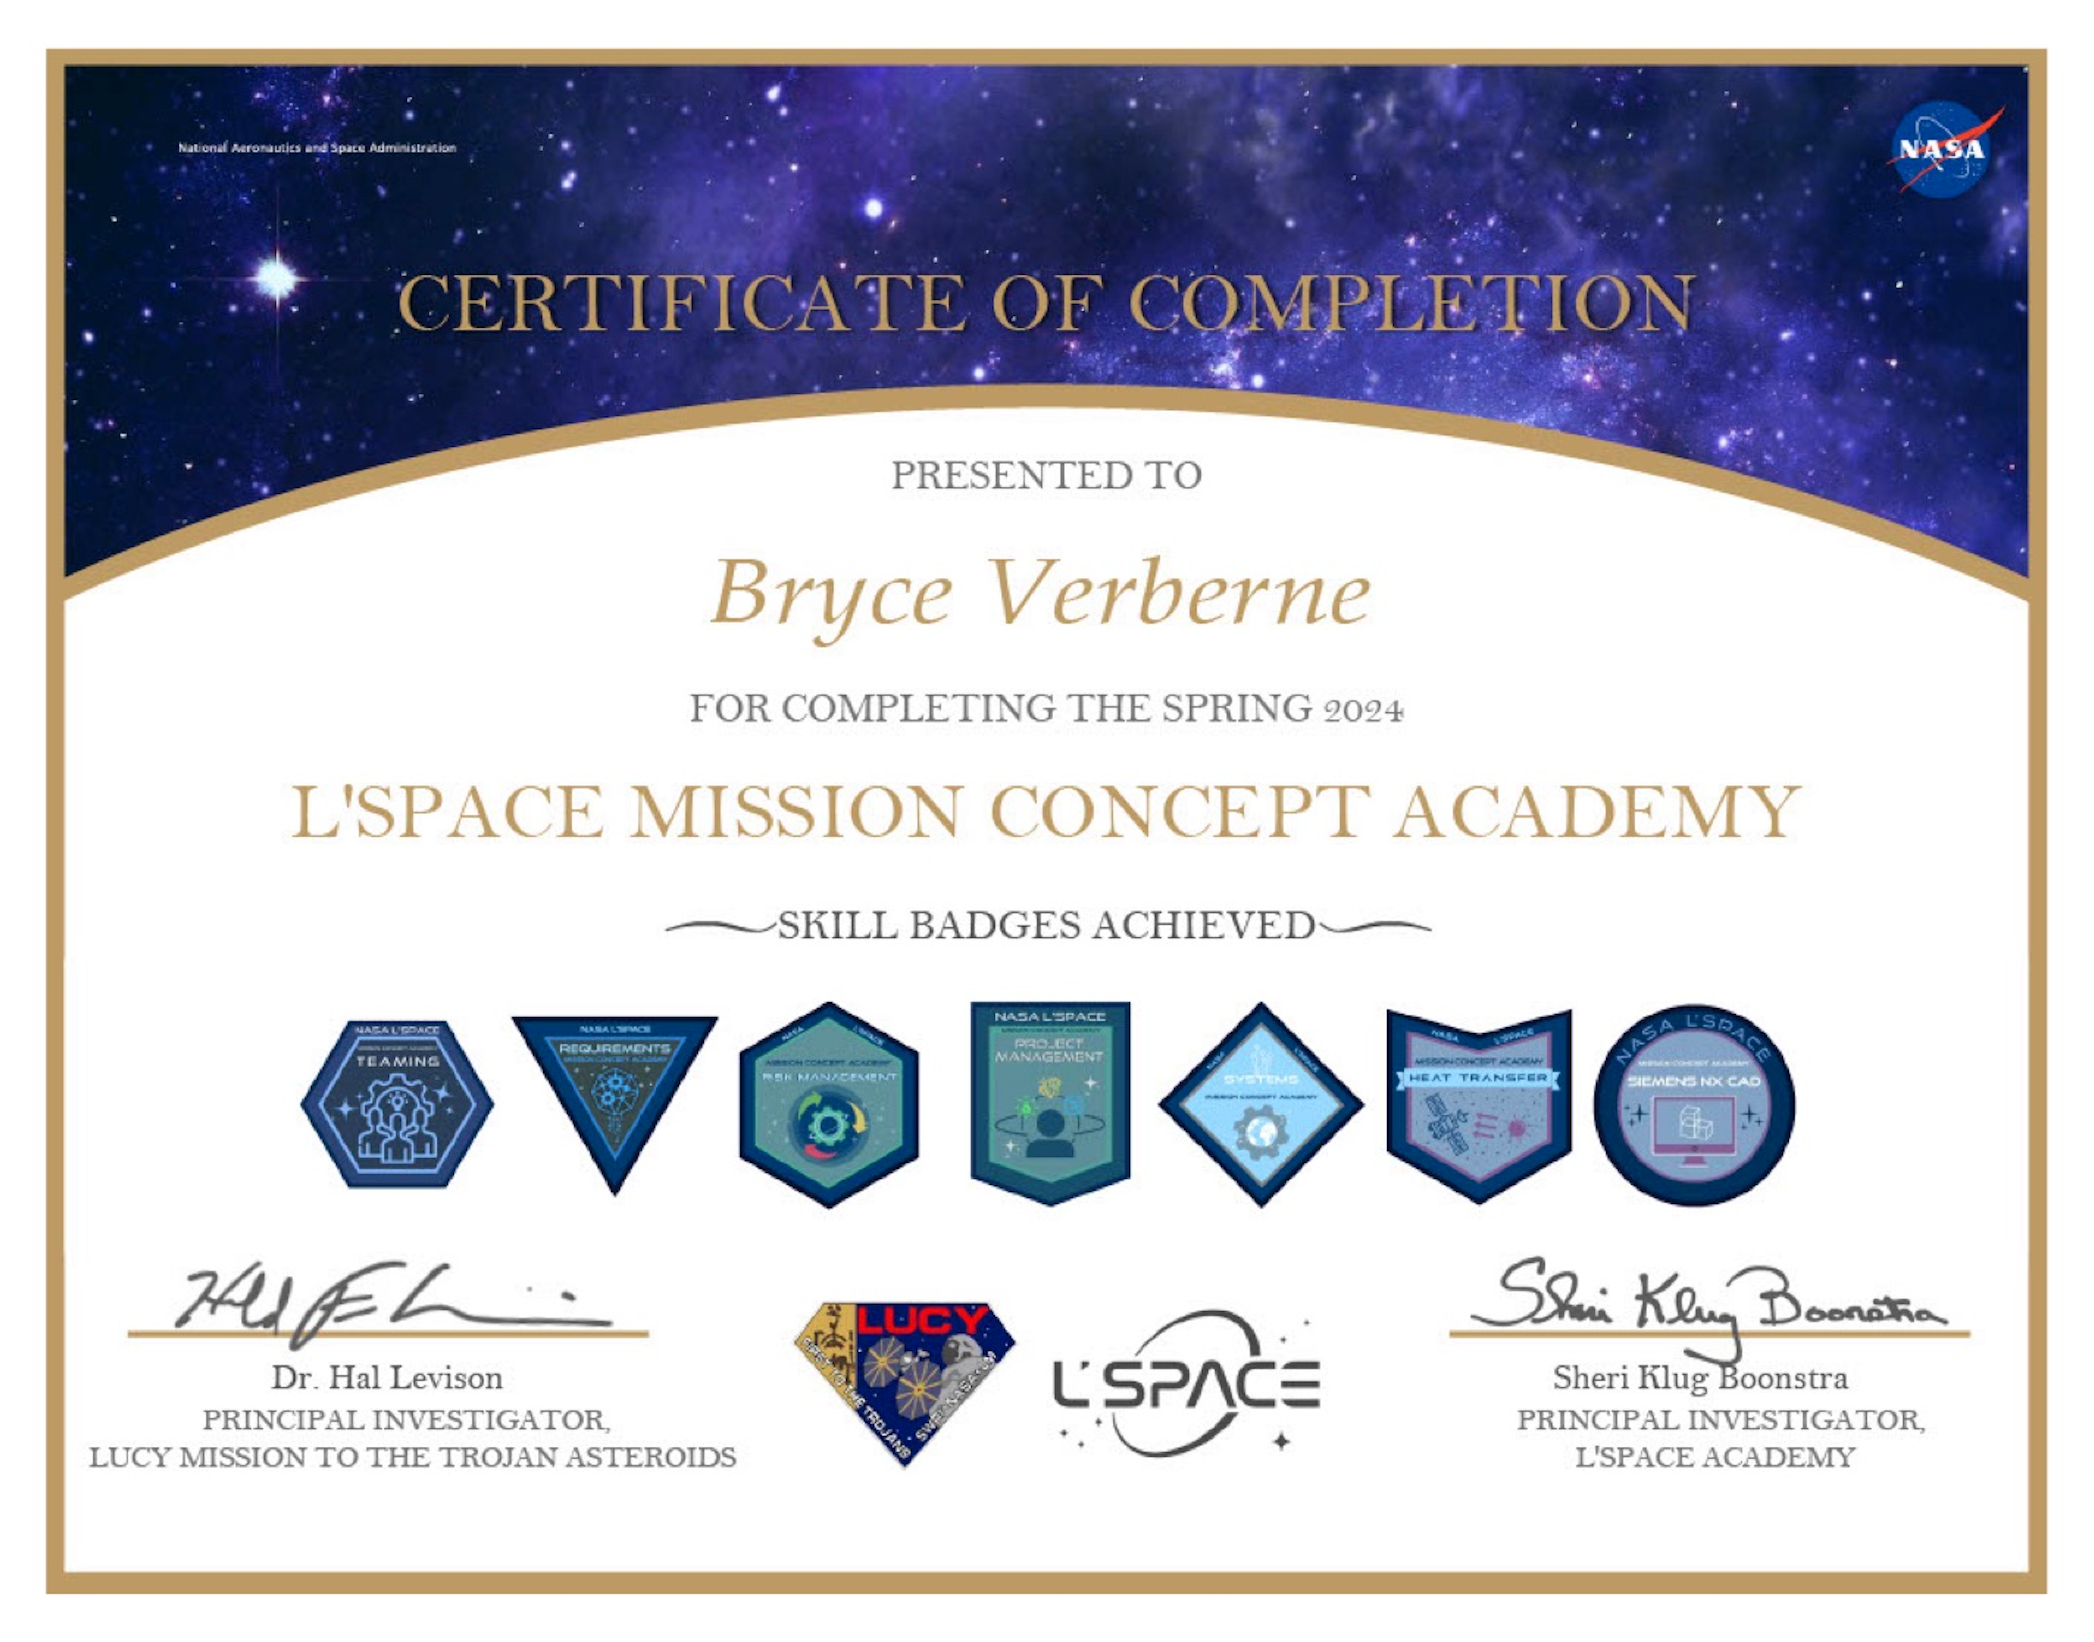 National Aeronautics and Space Administration
NASA
CERTIFICATE OF COMPLETION
PRESENTED TO
Bryce Verberne
FOR COMPLETING THE SPRING 2024
L'SPACE MISSION CONCEPT ACADEMY
SKILL BADGES ACHIEVED
NASA L'SPACE
MISSION CONCEPT ACADEMY
TEAMING
NASA L'SPACE
REQUIREMENTS
MISSION CONCEPT ACADEMY
NASA L'SPACE
MISSION CONCEPT ACADEMY
RISK MANAGEMENT
NASA L'SPACE
MISSION CONCEPT ACADEMY
PROJECT
MANAGEMENT
NASA L'SPACE
SYSTEMS
MISSION CONCEPT ACADEMY
NASA L'SPACE
MISSION CONCEPT ACADEMY
HEAT TRANSFER
NASA L'SPACE
MISSION CONCEPT ACADEMY
SIEMENS NX CAD
Sheri Klug Boonstra
LUCY
FIRST TO THE TROJANS
SWRI NASA LM
L'SPACE
Dr. Hal Levison
PRINCIPAL INVESTIGATOR,
LUCY MISSION TO THE TROJAN ASTEROIDS
Sheri Klug Boonstra
PRINCIPAL INVESTIGATOR,
L'SPACE ACADEMY